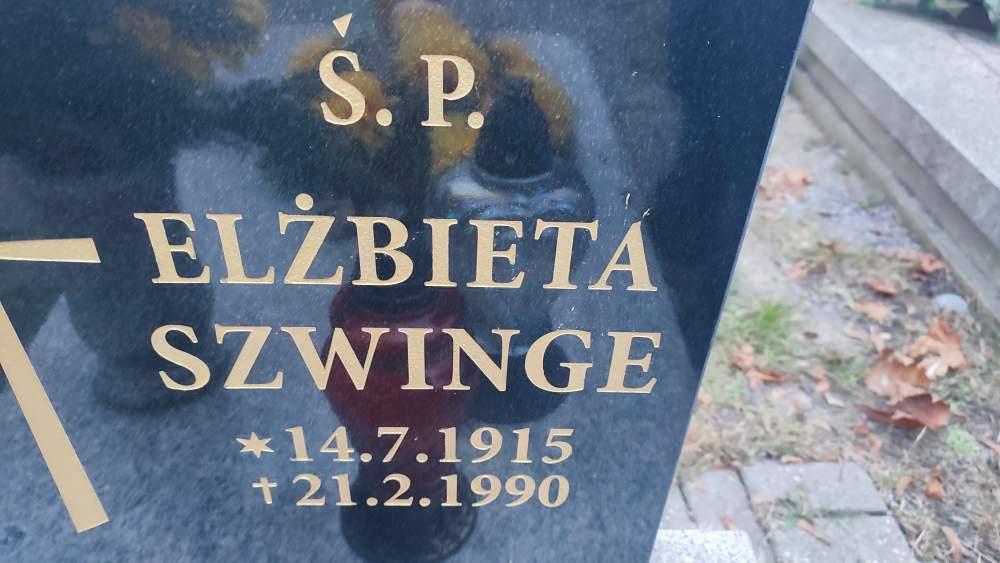 Ś. P.
ELŻBIETA
SZWINGE
✶ 14.7.1915
✝ 21.2.1990